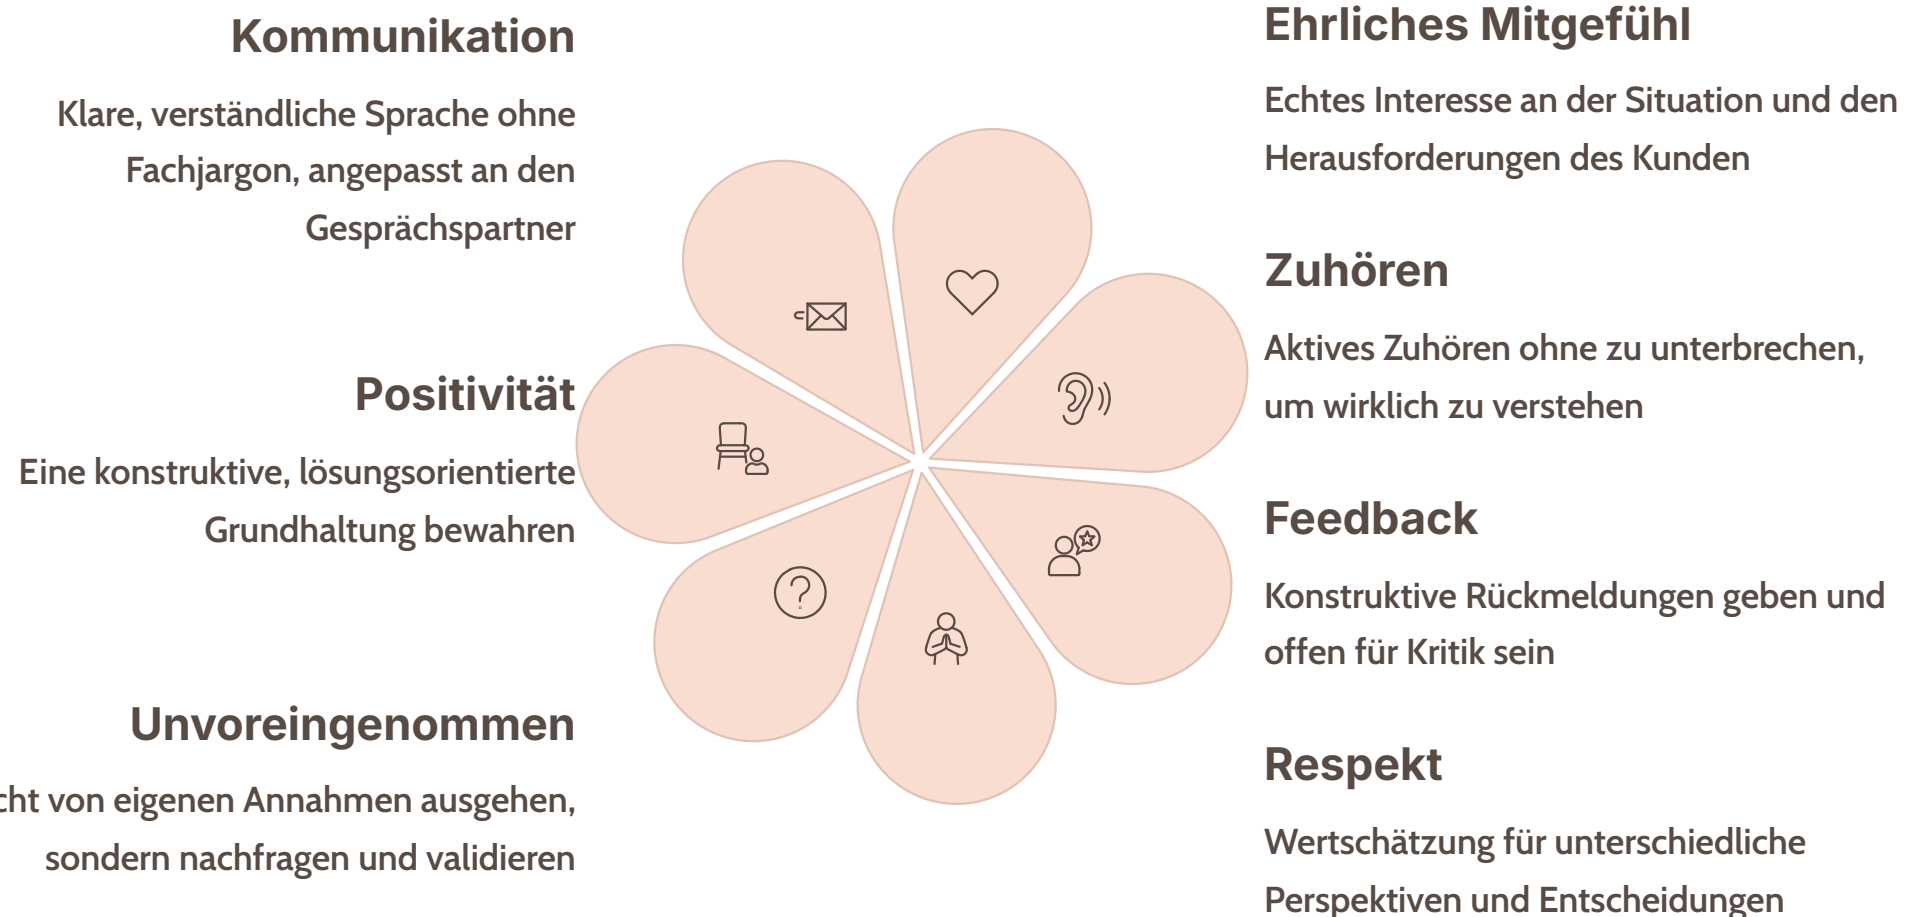 Kommunikation
Klare, verständliche Sprache ohne
Fachjargon, angepasst an den
Gesprächspartner
Positivität
Eine konstruktive, lösungsorientierte
Grundhaltung bewahren
Unvoreingenommen
von eigenen Annahmen ausgehen,
sondern nachfragen und validieren
Ehrliches Mitgefühl
Echtes Interesse an der Situation und den
Herausforderungen des Kunden
Zuhören
Aktives Zuhören ohne zu unterbrechen,
um wirklich zu verstehen
Feedback
Konstruktive Rückmeldungen geben und
offen für Kritik sein
Respekt
Wertschätzung für unterschiedliche
Perspektiven und Entscheidungen